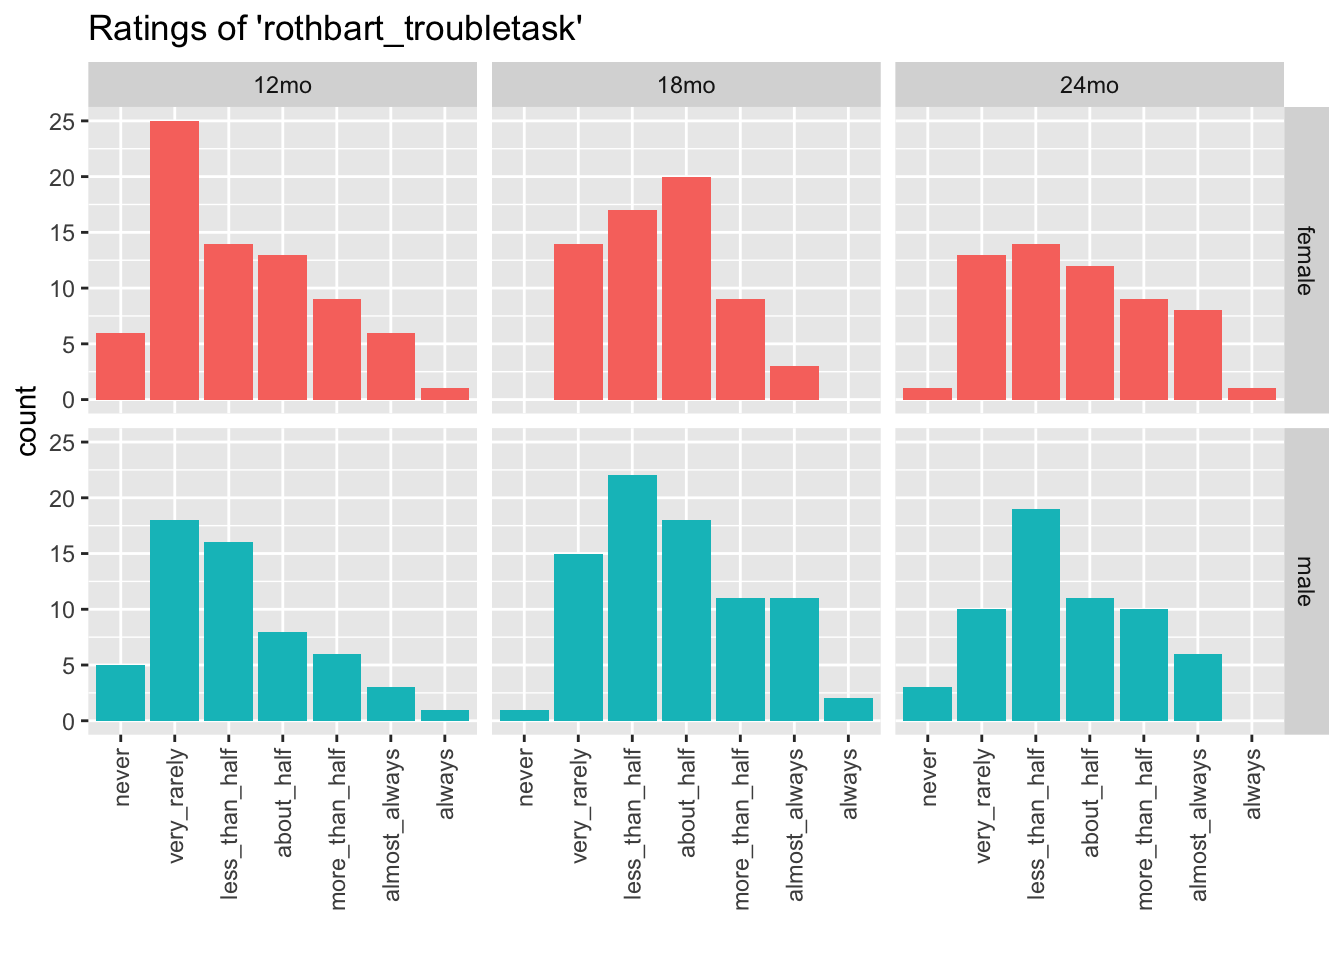 Ratings of 'rothbart_troubletask'
12mo 18mo 24mo
25
20
15
10
5
0
female
count
25
20
15
10
5
0
male
never very_rarely less_than_half about_half more_than_half almost_always always never very_rarely less_than_half about_half more_than_half almost_always always never very_rarely less_than_half about_half more_than_half almost_always always